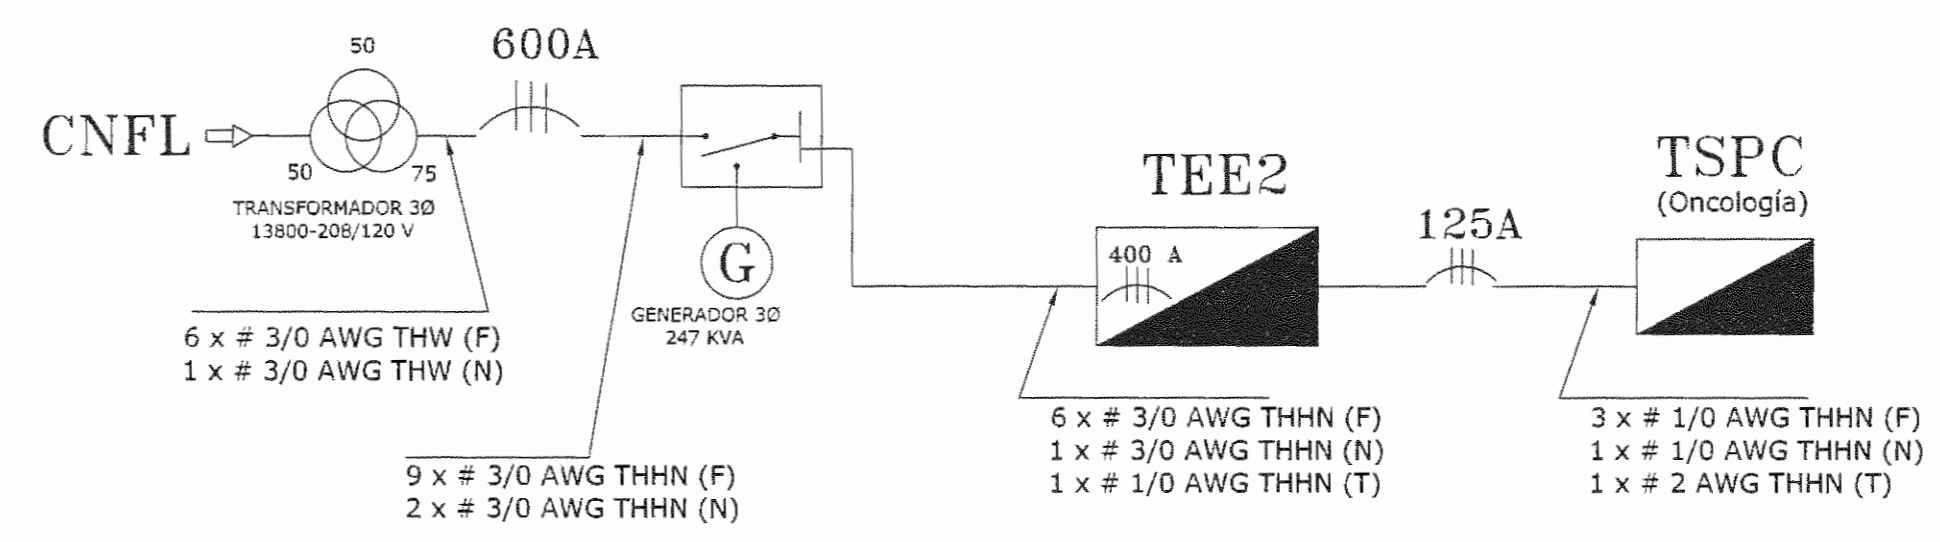 50
600A
CNFL
50
75
TRANSFORMADOR 3Ø
13800-208/120 V
G
GENERADOR 3Ø
247 KVA
6 x # 3/0 AWG THW (F)
1 x # 3/0 AWG THW (N)
9 x # 3/0 AWG THHN (F)
2 x # 3/0 AWG THHN (N)
TEE2
400 A
6 x # 3/0 AWG THHN (F)
1 x # 3/0 AWG THHN (N)
1 x # 1/0 AWG THHN (T)
125A
TSPC
(Oncología)
3 x # 1/0 AWG THHN (F)
1 x # 1/0 AWG THHN (N)
1 x # 2 AWG THHN (T)